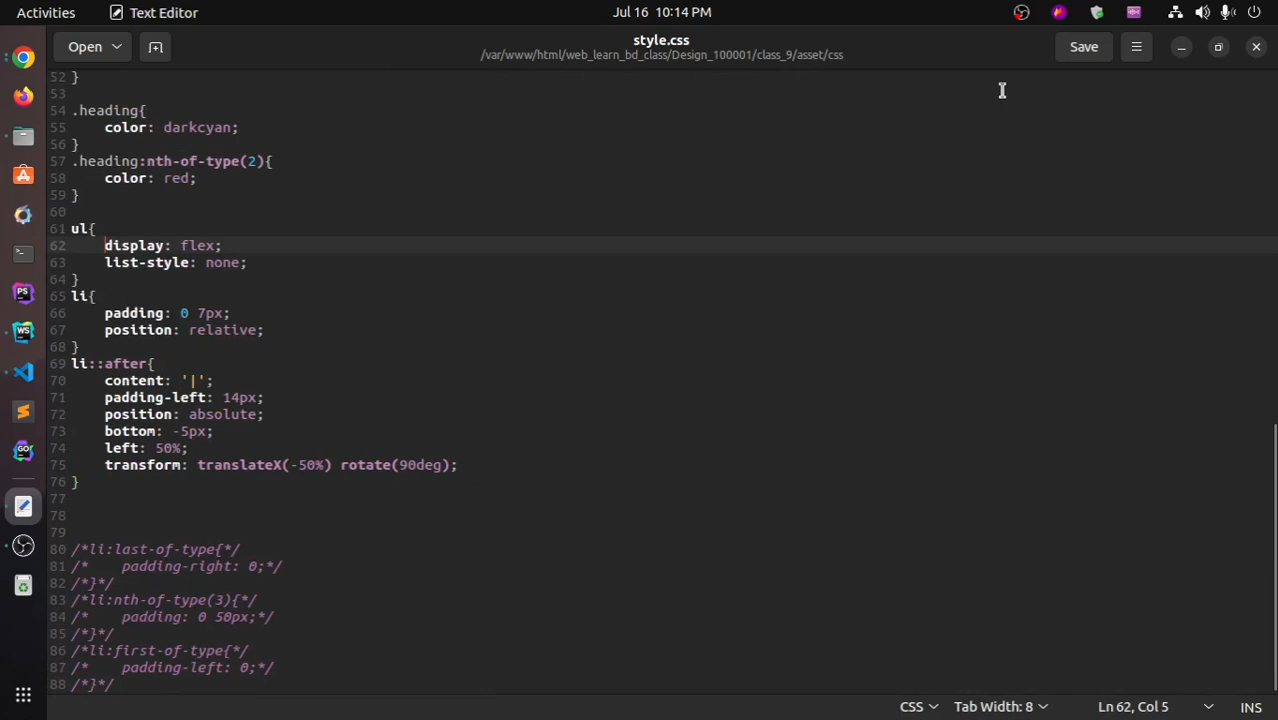 Activities
Text Editor
Jul 16 10:14 PM
Open
style.css
/var/www/html/web_learn_bd_class/Design_100001/class_9/asset/css
Save
52 }
53
54 .heading{
55 color: darkcyan;
56 }
57 .heading:nth-of-type(2){
58 color: red;
59 }
60
61 ul{
62 display: flex;
63 list-style: none;
64 }
65 li{
66 padding: 0 7px;
67 position: relative;
68 }
69 li::after{
70 content: '|';
71 padding-left: 14px;
72 position: absolute;
73 bottom: -5px;
74 left: 50%;
75 transform: translateX(-50%) rotate(90deg);
76 }
77
78
79
80 /*li:last-of-type{*/
81 /* padding-right: 0;*/
82 /*}*/
83 /*li:nth-of-type(3){*/
84 /* padding: 0 50px;*/
85 /*}*/
86 /*li:first-of-type{*/
87 /* padding-left: 0;*/
88 /*}*/
PS
WS
GO
CSS
Tab Width: 8
Ln 62, Col 5
INS